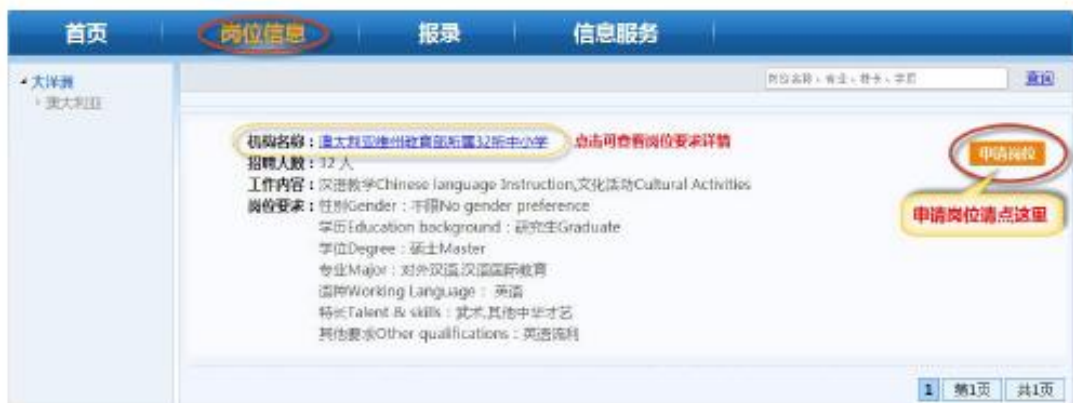 首页 岗位信息 报录 信息服务
大洋洲
澳大利亚
岗位名称、专业、特长、学历 查询
机构名称：澳大利亚维州教育部所属32所中小学 点击可查看岗位要求详情
申请岗位
招聘人数：32 人
工作内容：汉语教学Chinese language Instruction,文化活动Cultural Activities
岗位要求：性别Gender：不限No gender preference
申请岗位请点这里
学历Education background：研究生Graduate
学位Degree：硕士Master
专业Major：对外汉语,汉语国际教育
语种Working Language： 英语
特长Talent & skills：武术,其他中华才艺
其他要求Other qualifications：英语流利
1 第1页 共1页